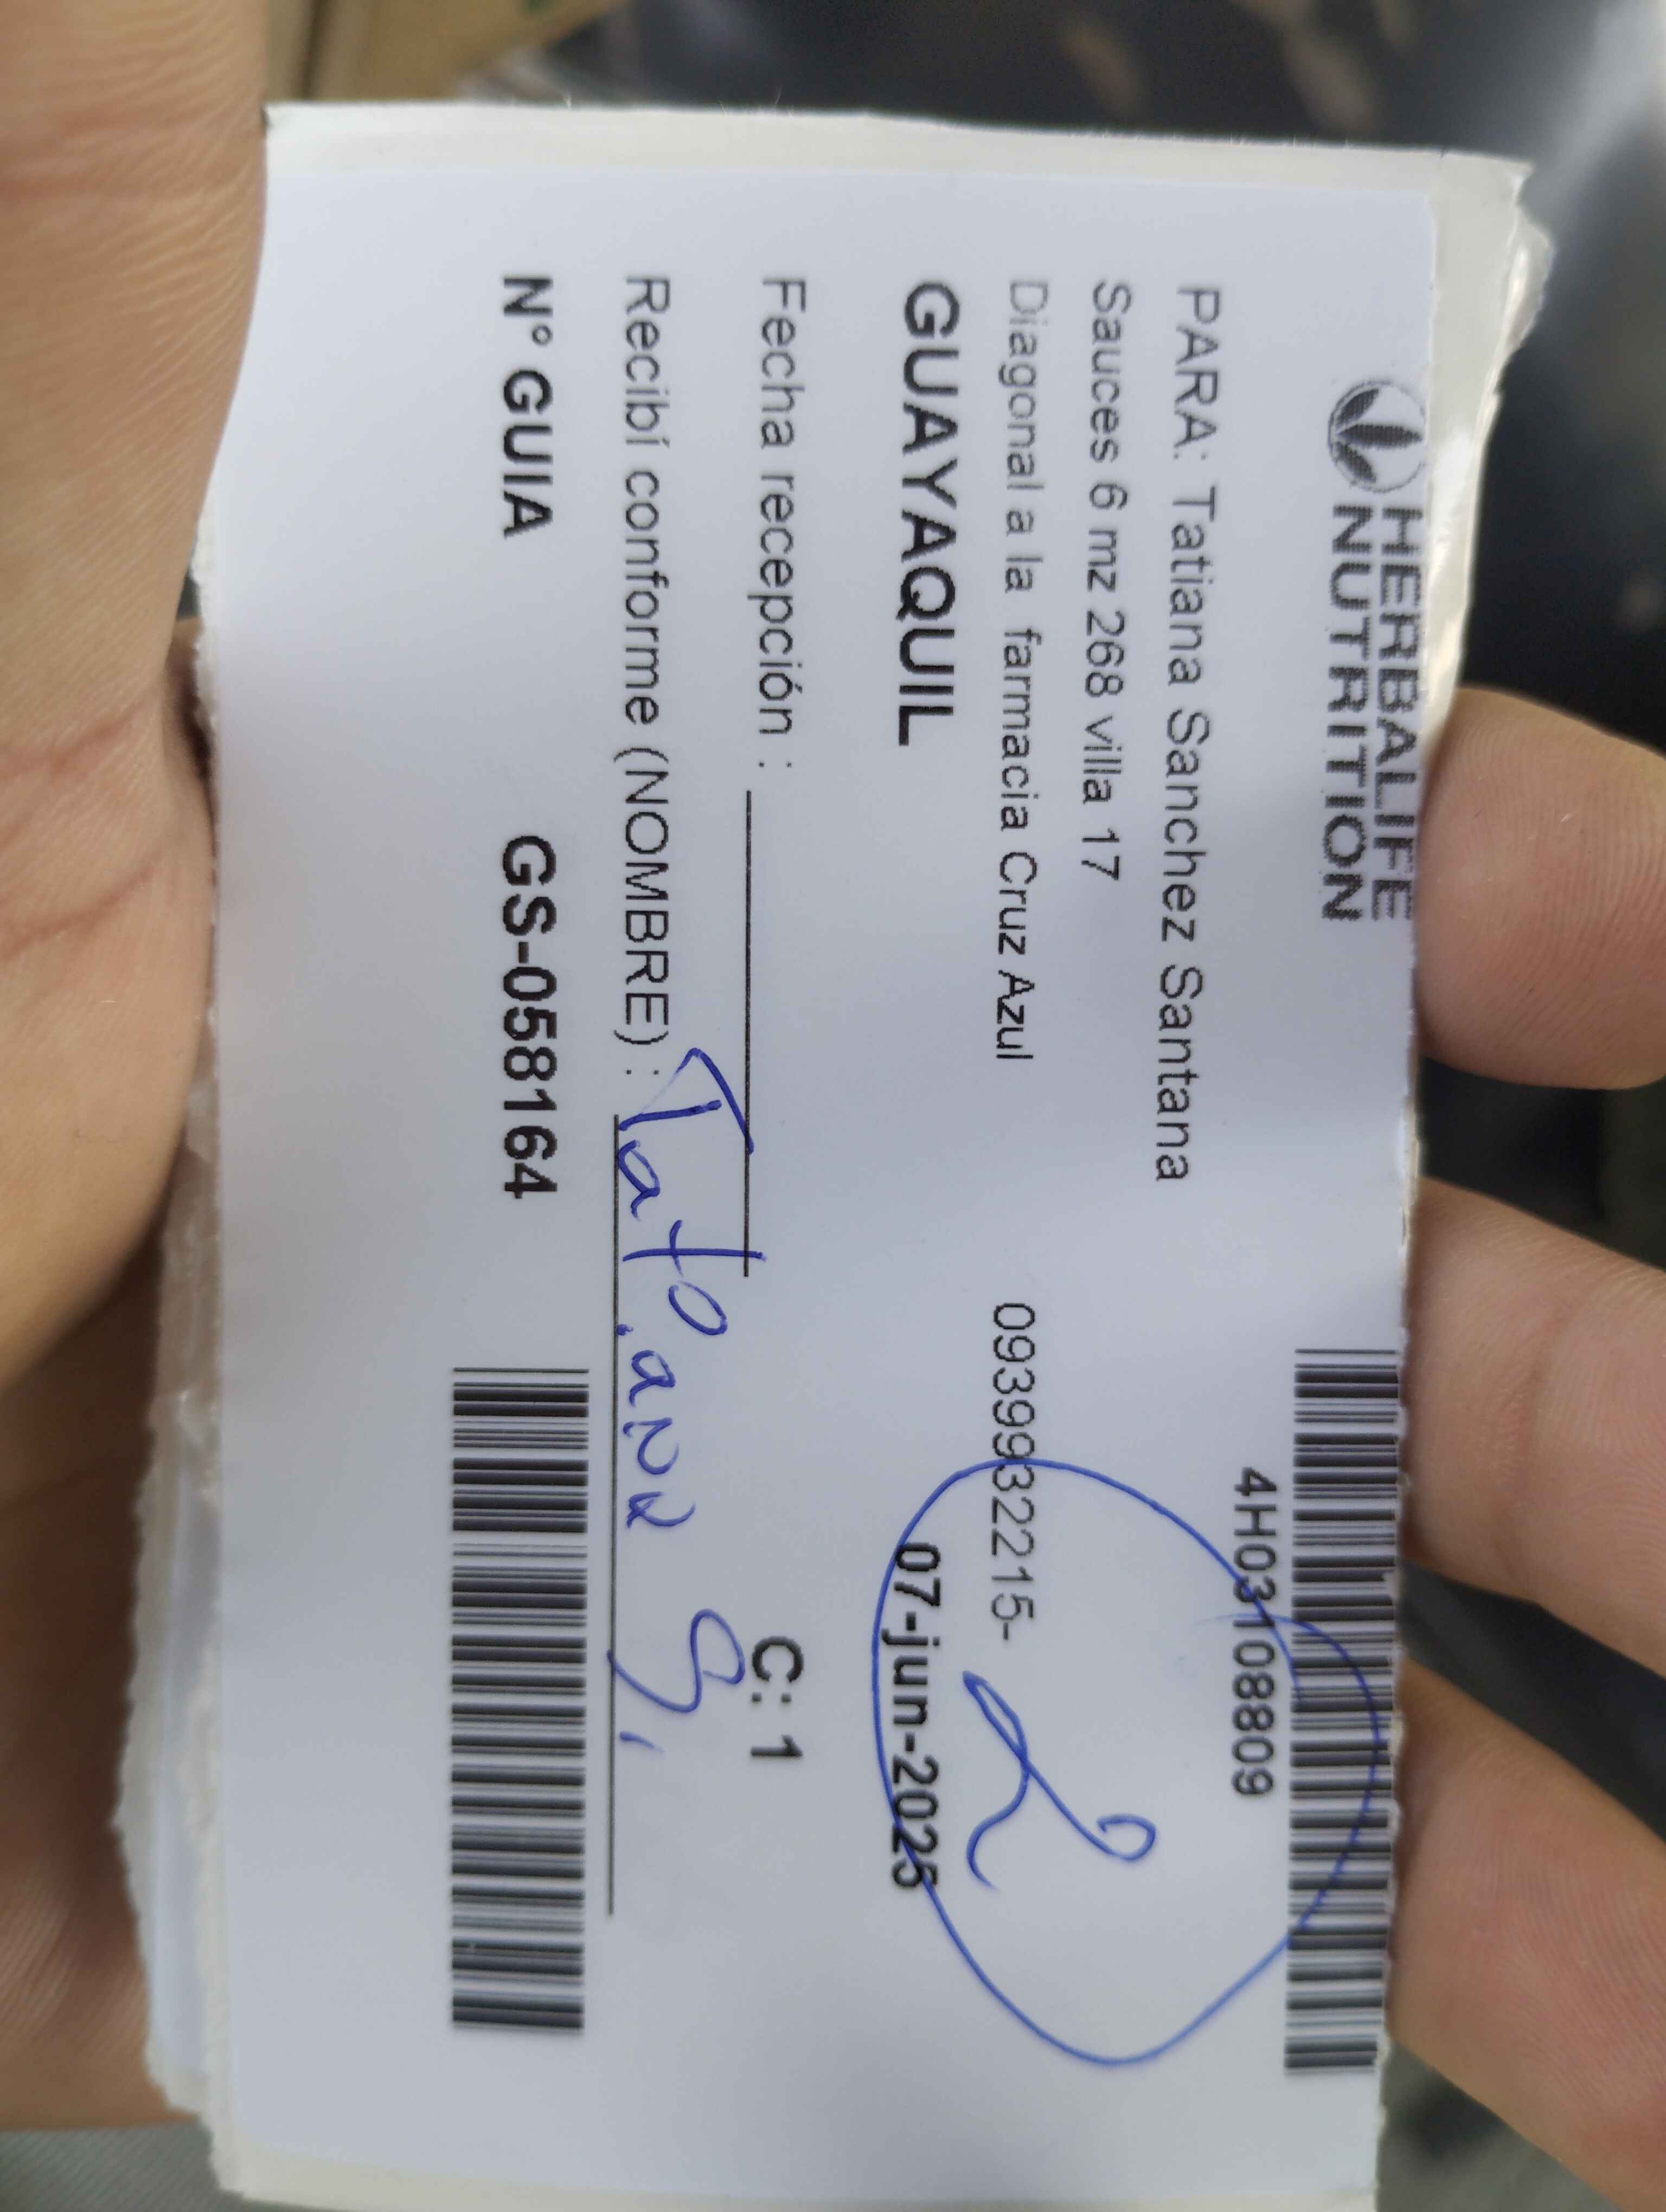 HERBALIFE
NUTRITION
4H03108809
PARA: Tatiana Sanchez Santana
Sauces 6 mz 268 villa 17
Diagonal a la farmacia Cruz Azul 0939932215-
2
GUAYAQUIL 07-jun-2025
Fecha recepción :
C: 1
Recibí conforme (NOMBRE) : Tatiana S,
N° GUIA GS-058164